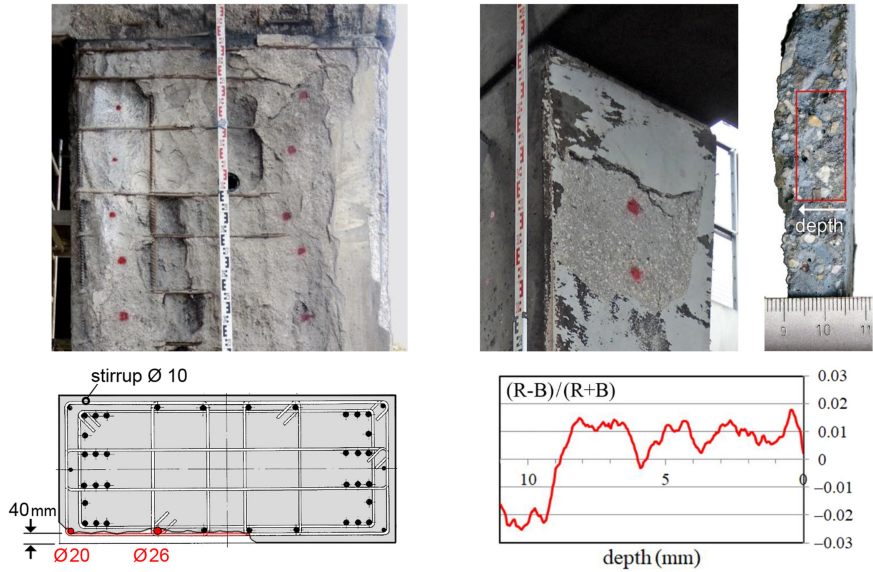 depth
9 10 11
stirrup Ø 10
40mm
Ø20 Ø26
(R-B)/(R+B)
0.03
0.02
0.01
0
–0.01
–0.02
–0.03
10 5 0
depth (mm)